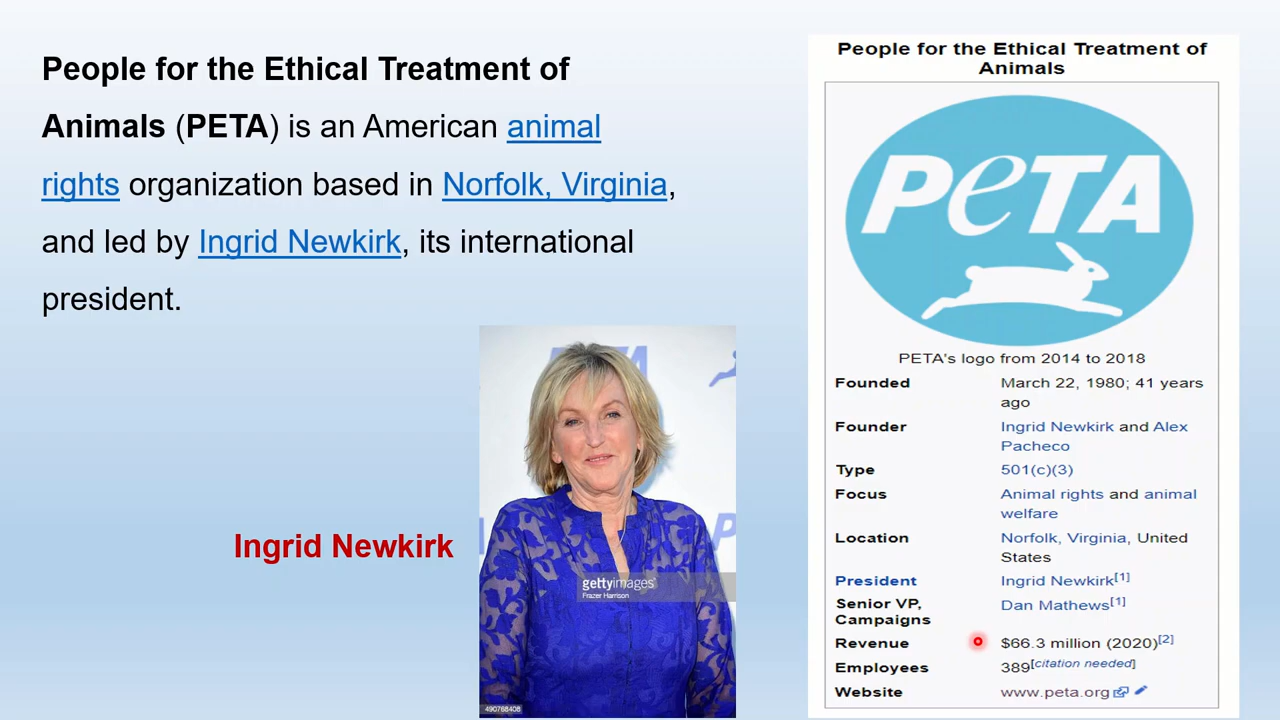 People for the Ethical Treatment of
Animals (PETA) is an American animal
rights organization based in Norfolk, Virginia,
and led by Ingrid Newkirk, its international
president.
Ingrid Newkirk
gettyimages
Frazer Harrison
490768408
People for the Ethical Treatment of
Animals
PeTA
PETA's logo from 2014 to 2018
Founded March 22, 1980; 41 years
ago
Founder Ingrid Newkirk and Alex
Pacheco
Type 501(c)(3)
Focus Animal rights and animal
welfare
Location Norfolk, Virginia, United
States
President Ingrid Newkirk[1]
Senior VP, Campaigns Dan Mathews[1]
Revenue $66.3 million (2020)[2]
Employees 389[citation needed]
Website www.peta.org